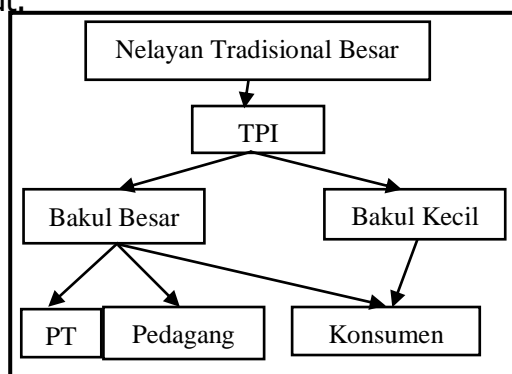 Nelayan Tradisional Besar
TPI
Bakul Besar
Bakul Kecil
PT
Pedagang
Konsumen